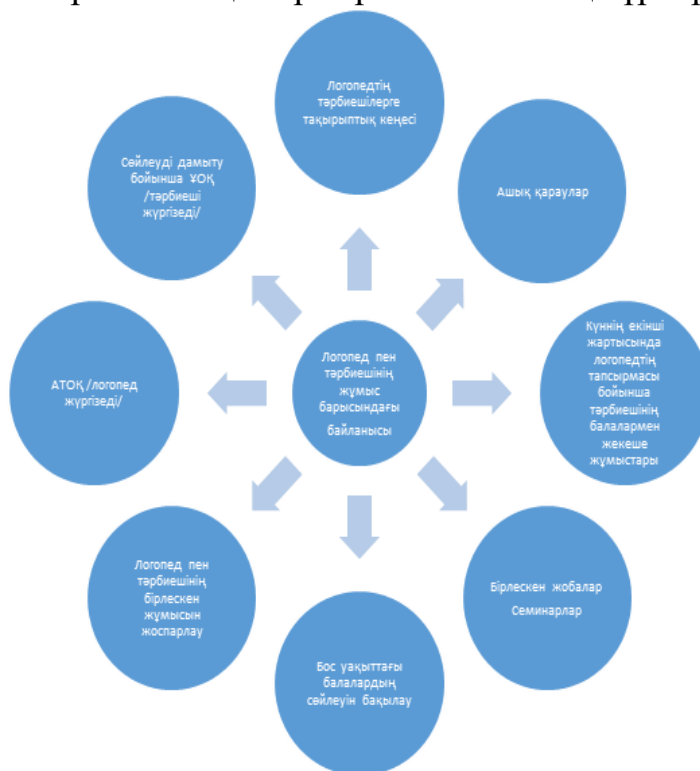 Логопедтің
тәрбиешілерге
тақырыптық кеңесі
Ашық қараулар
Күннің екінші
жартысында
логопедтің
тапсырмасы
бойынша
тәрбиешінің
балалармен
жекеше
жұмыстары
Бірлескен жобалар
Семинарлар
Бос уақыттағы
балалардың
сөйлеуін бақылау
Логопед пен
тәрбиешінің
бірлескен
жұмысын
жоспарлау
АТОҚ /логопед
жүргізеді/
Сөйлеуді дамыту
бойынша ҰОҚ
/тәрбиеші
жүргізеді/
Логопед пен
тәрбиешінің
жұмыс
барысындағы
байланысы